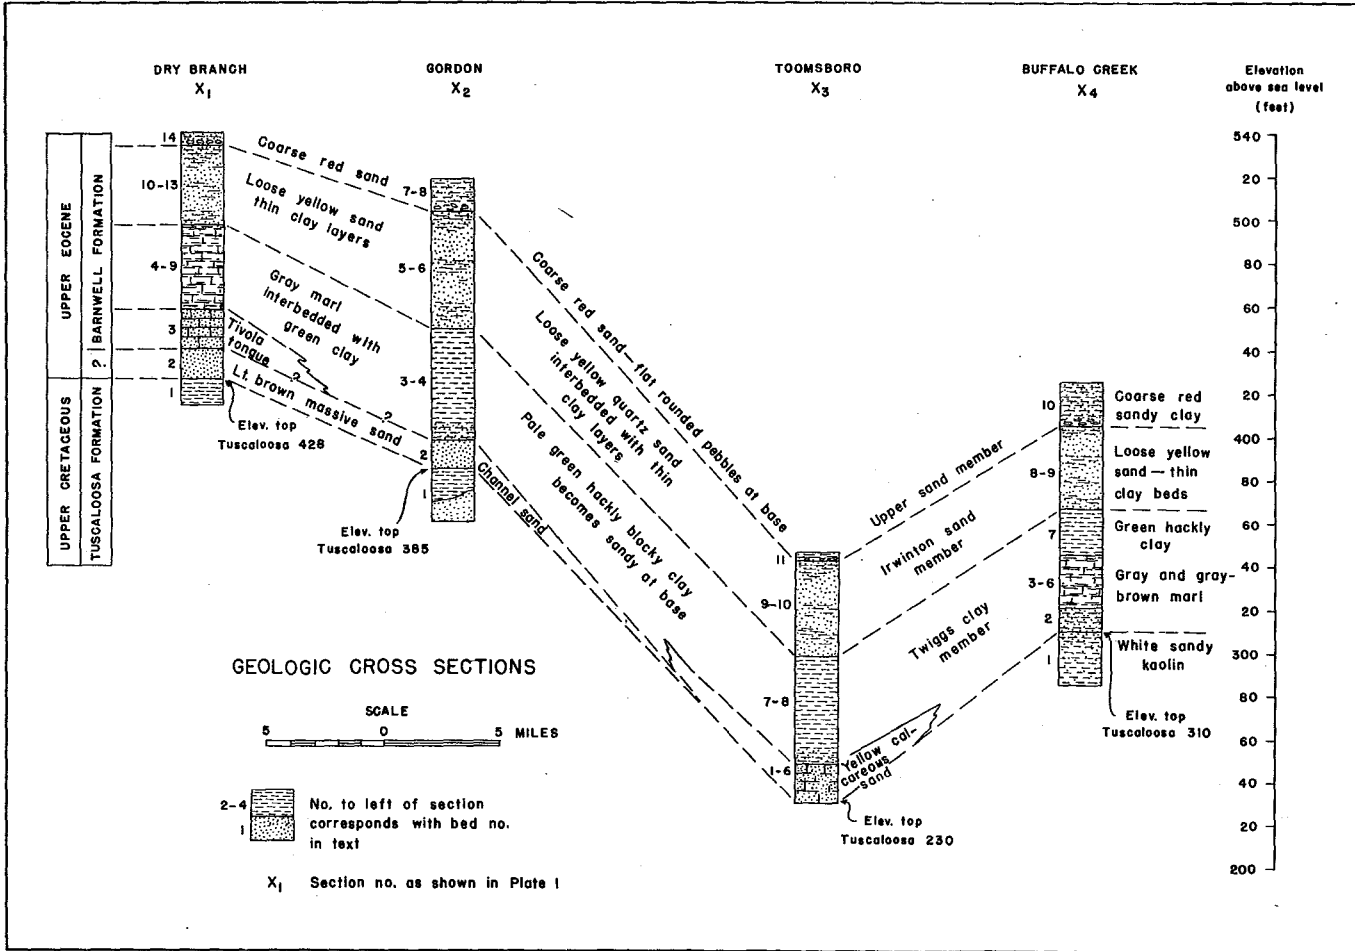 DRY BRANCH
X1
GORDON
X2
TOOMSBORO
X3
BUFFALO CREEK
X4
Elevation
above sea level
(feet)
UPPER EOCENE
BARNWELL FORMATION
?
UPPER CRETACEOUS
TUSCALOOSA FORMATION
14
10-13
4-9
3
2
1
Elev. top
Tuscaloosa 428
Coarse red sand
Loose yellow sand
thin clay layers
Gray marl
interbedded with
green clay
Tivola
tongue
?
?
Lt. brown massive sand
7-8
5-6
3-4
2
1
Elev. top
Tuscaloosa 385
Channel sand
Coarse red sand—flat rounded pebbles at base
Loose yellow quartz sand
interbedded with thin
clay layers
Pale green hackly blocky clay
becomes sandy at base
11
9-10
7-8
1-6
Elev. top
Tuscaloosa 230
Upper sand member
Irwinton sand
member
Twiggs clay
member
Yellow cal-
careous
sand
10
8-9
7
3-6
2
1
Coarse red
sandy clay
Loose yellow
sand—thin
clay beds
Green hackly
clay
Gray and gray-
brown marl
White sandy
kaolin
Elev. top
Tuscaloosa 310
540
20
500
80
60
40
20
400
80
60
40
20
300
80
60
40
20
200
GEOLOGIC CROSS SECTIONS
SCALE
5 0 5 MILES
2-4
1
No. to left of section
corresponds with bed no.
in text
X1 Section no. as shown in Plate 1